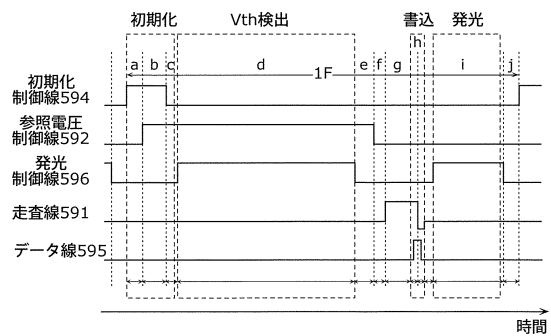 初期化 Vth検出 書込 発光
h
a b c d e f g i j
1F
初期化
制御線594
参照電圧
制御線592
発光
制御線596
走査線591
データ線595
時間